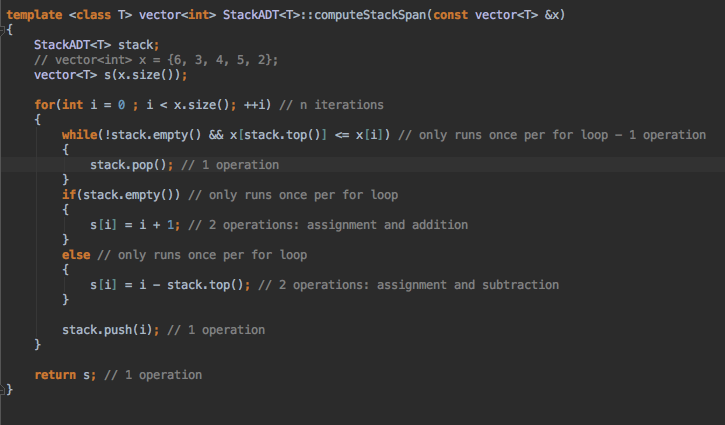 template <class T> vector<int> StackADT<T>::computeStackSpan(const vector<T> &x)
{
    StackADT<T> stack;
    // vector<int> x = {6, 3, 4, 5, 2};
    vector<T> s(x.size());

    for(int i = 0 ; i < x.size(); ++i) // n iterations
    {
        while(!stack.empty() && x[stack.top()] <= x[i]) // only runs once per for loop - 1 operation
        {
            stack.pop(); // 1 operation
        }
        if(stack.empty()) // only runs once per for loop
        {
            s[i] = i + 1; // 2 operations: assignment and addition
        }
        else // only runs once per for loop
        {
            s[i] = i - stack.top(); // 2 operations: assignment and subtraction
        }

        stack.push(i); // 1 operation
    }

    return s; // 1 operation
}